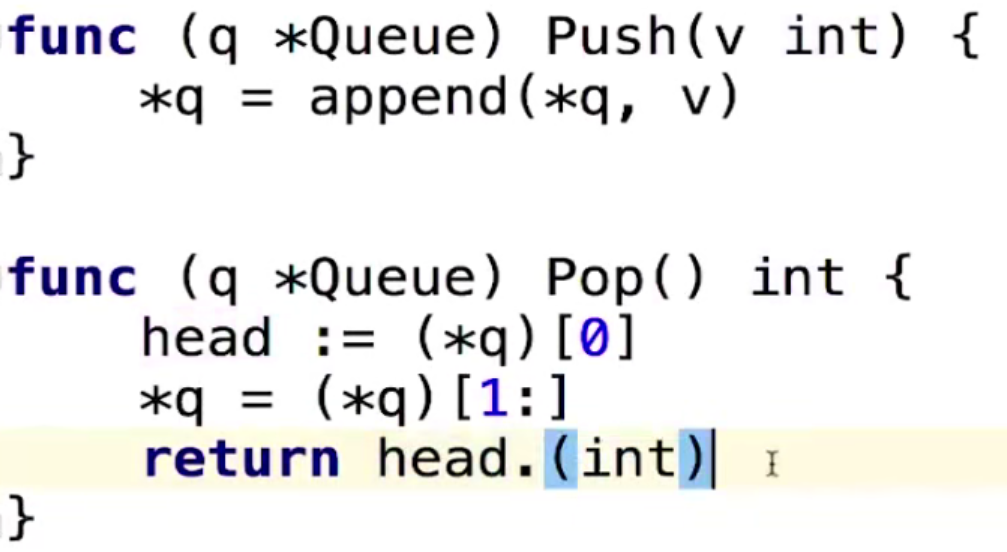 func (q *Queue) Push(v int) {
*q = append(*q, v)
}
func (q *Queue) Pop() int {
head := (*q)[0]
*q = (*q)[1:]
return head.(int)
}